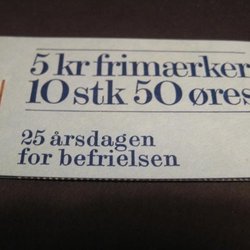 5 kr frimærker
10 stk 50 øres
25 årsdagen
for befrielsen